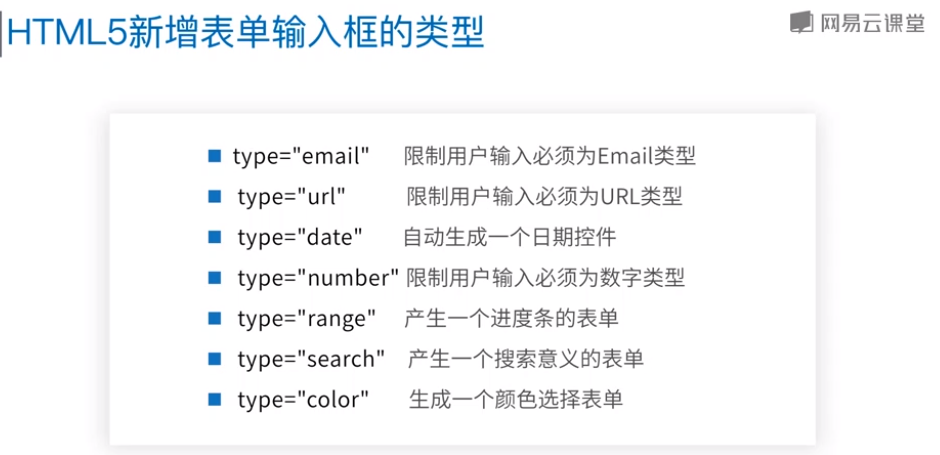 HTML5新增表单输入框的类型
网易云课堂
type="email" 限制用户输入必须为Email类型
type="url" 限制用户输入必须为URL类型
type="date" 自动生成一个日期控件
type="number" 限制用户输入必须为数字类型
type="range" 产生一个进度条的表单
type="search" 产生一个搜索意义的表单
type="color" 生成一个颜色选择表单